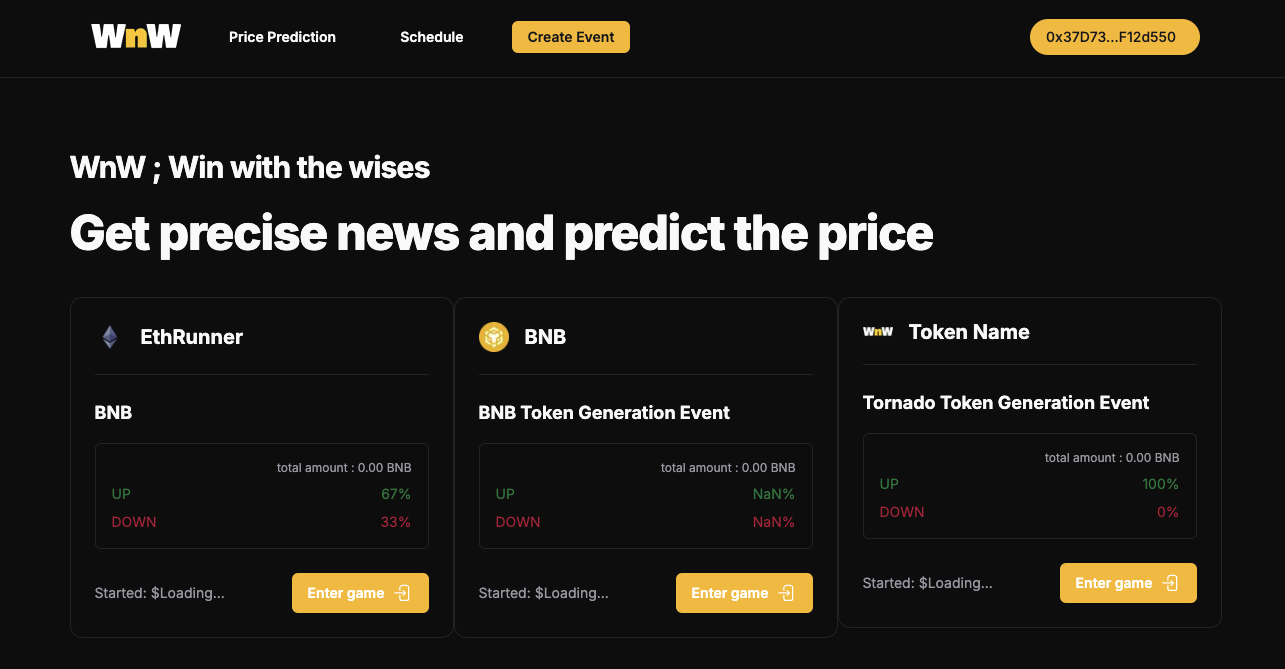 WnW Price Prediction Schedule Create Event 0x37D73...F12d550
WnW ; Win with the wises
Get precise news and predict the price
EthRunner
BNB
total amount : 0.00 BNB
UP 67%
DOWN 33%
Started: $Loading... Enter game
BNB
BNB Token Generation Event
total amount : 0.00 BNB
UP NaN%
DOWN NaN%
Started: $Loading... Enter game
WnW Token Name
Tornado Token Generation Event
total amount : 0.00 BNB
UP 100%
DOWN 0%
Started: $Loading... Enter game